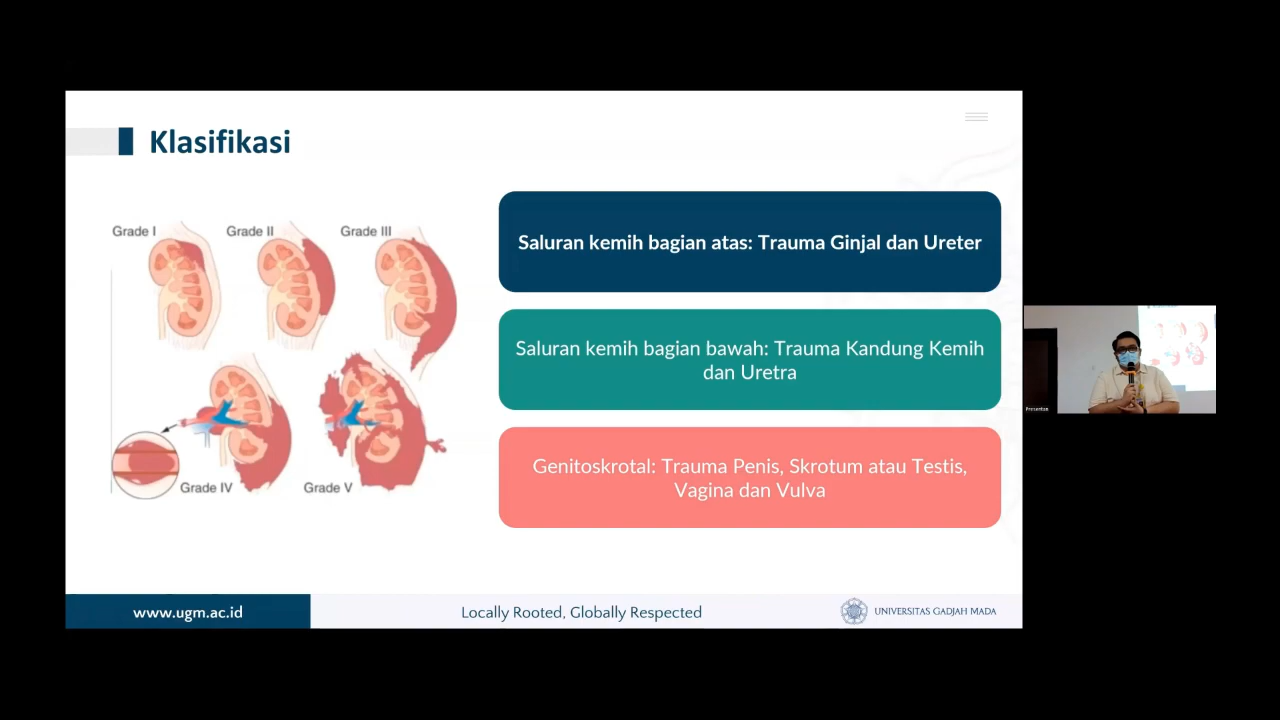 Klasifikasi
Grade I
Grade II
Grade III
Grade IV
Grade V
Saluran kemih bagian atas: Trauma Ginjal dan Ureter
Saluran kemih bagian bawah: Trauma Kandung Kemih
dan Uretra
Genitoskrotal: Trauma Penis, Skrotum atau Testis,
Vagina dan Vulva
Presenter
www.ugm.ac.id
Locally Rooted, Globally Respected
UNIVERSITAS GADJAH MADA